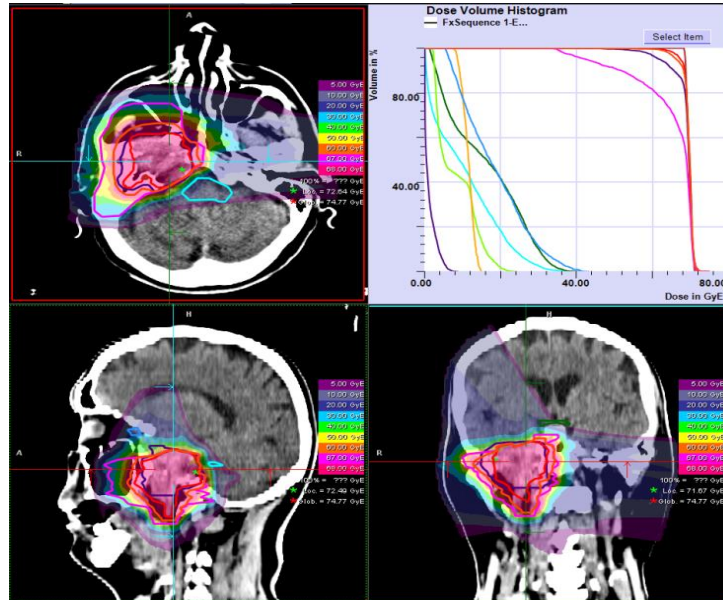 A
R
5.00 GyE
10.00 GyE
20.00 GyE
30.00 GyE
40.00 GyE
50.00 GyE
60.00 GyE
67.00 GyE
68.00 GyE
100% = ??? GyE
Loc. = 72.64 GyE
Glob. = 74.77 GyE
Dose Volume Histogram
FxSequence 1-E...
Select Item
Volume in %
80.00
40.00
0.00
0.00
40.00
80.00
Dose in GyE
H
A
5.00 GyE
10.00 GyE
20.00 GyE
30.00 GyE
40.00 GyE
50.00 GyE
60.00 GyE
67.00 GyE
68.00 GyE
100% = ??? GyE
Loc. = 72.49 GyE
Glob. = 74.77 GyE
H
R
5.00 GyE
10.00 GyE
20.00 GyE
30.00 GyE
40.00 GyE
50.00 GyE
60.00 GyE
67.00 GyE
68.00 GyE
100% = ??? GyE
Loc. = 71.67 GyE
Glob. = 74.77 GyE